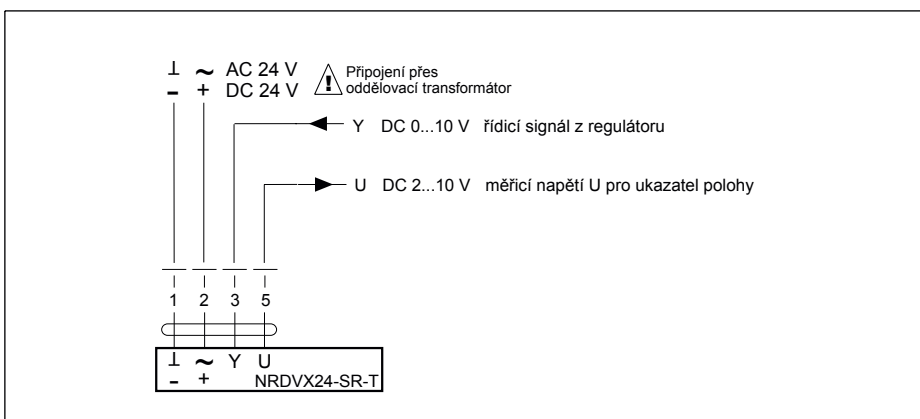 ⊥ ~ AC 24 V
- + DC 24 V
Připojení přes
oddělovací transformátor
Y DC 0...10 V řídicí signál z regulátoru
U DC 2...10 V měřicí napětí U pro ukazatel polohy
1 2 3 5
⊥ ~ Y U
- + NRDVX24-SR-T